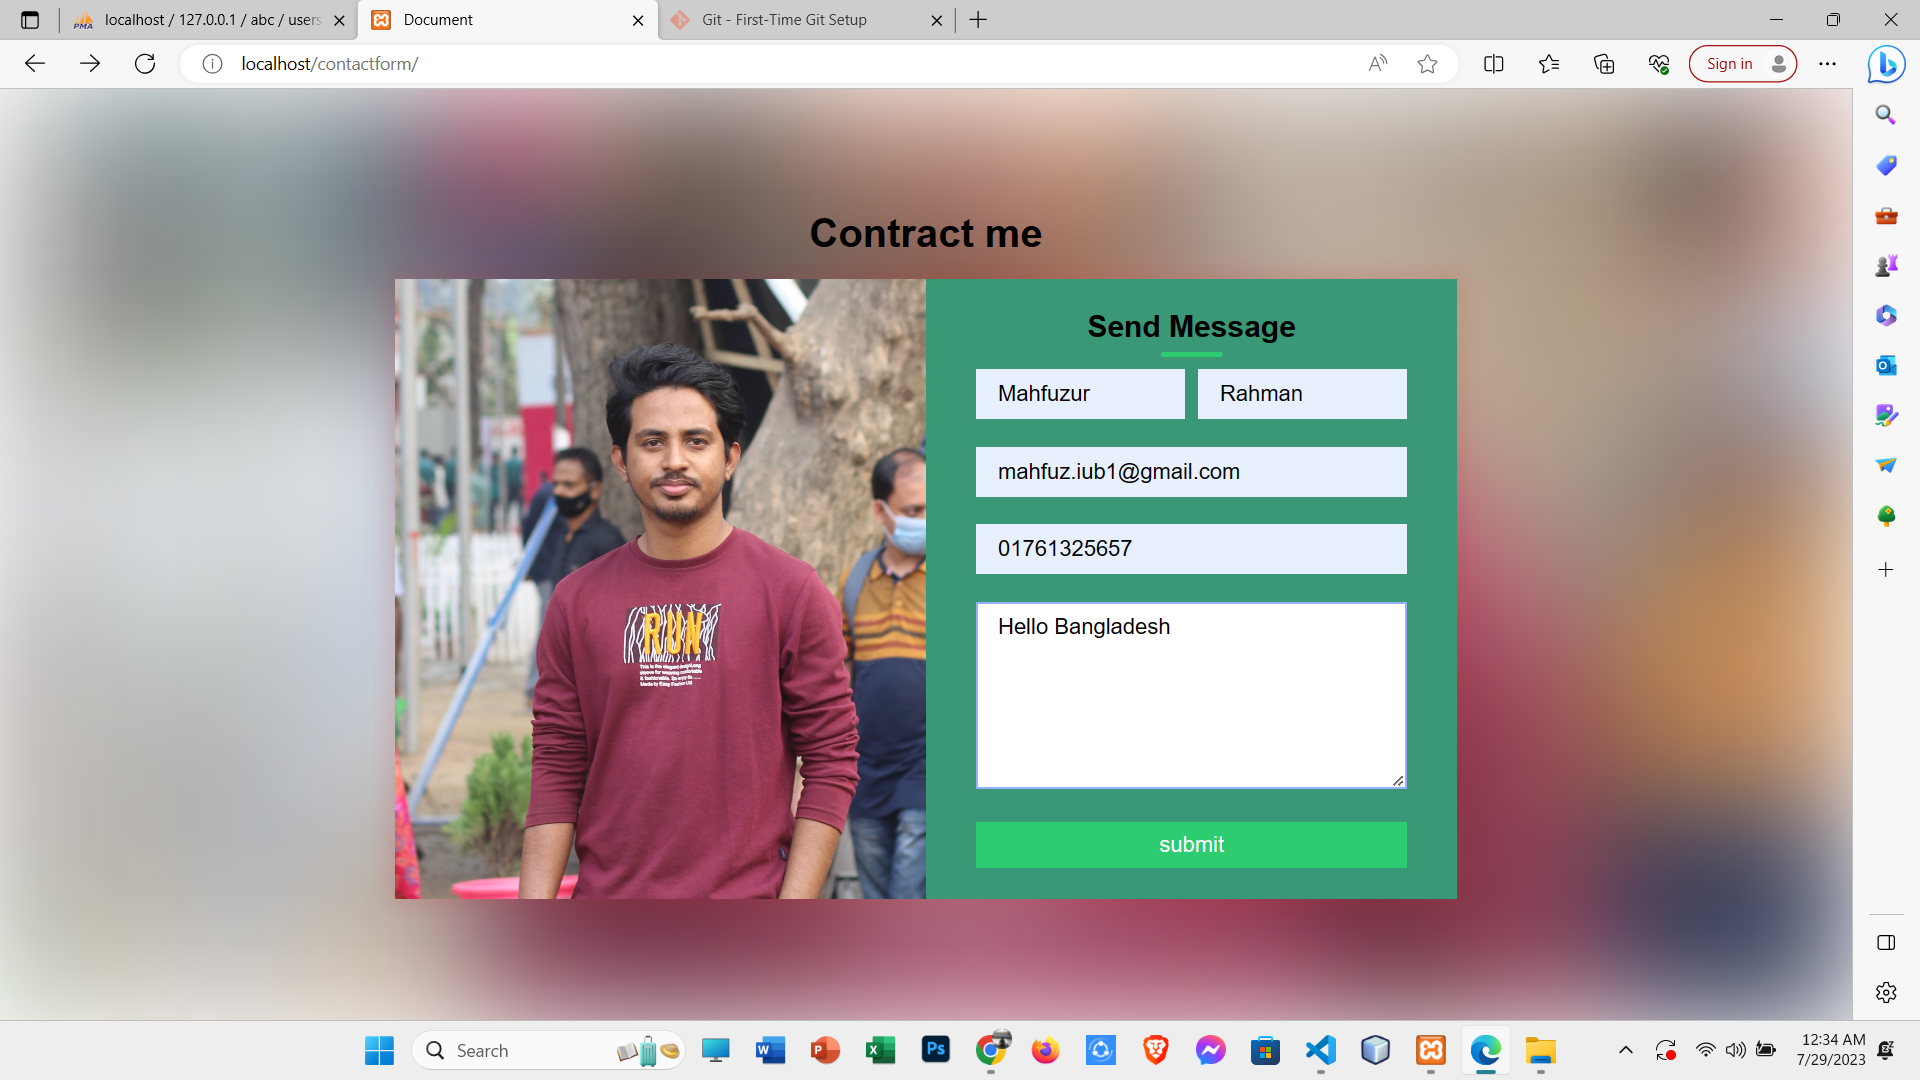 localhost / 127.0.0.1 / abc / users
Document
Git - First-Time Git Setup
localhost/contactform/
Sign in
Contract me
Send Message
Mahfuzur
Rahman
mahfuz.iub1@gmail.com
01761325657
Hello Bangladesh
submit
RUN
Search
12:34 AM
7/29/2023